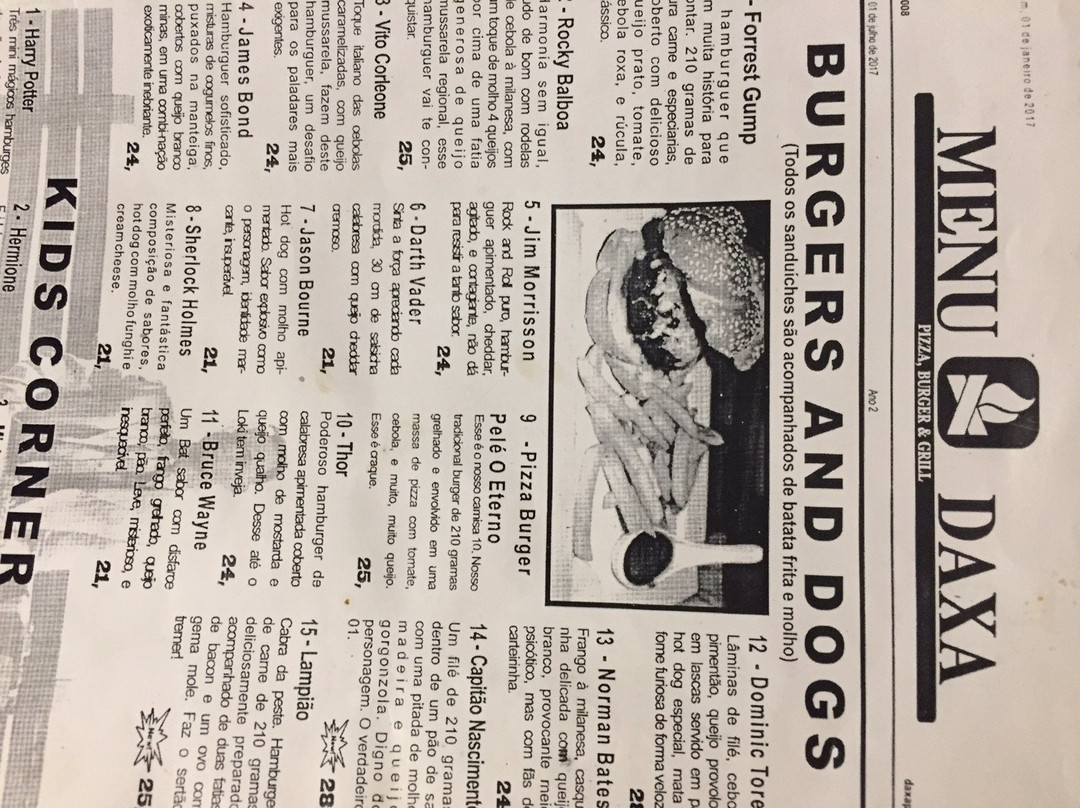 m, 01 de janeiro de 2017
MENU DAXA
PIZZA, BURGER & GRILL
008
01 de julho de 2017
Ano 2
BURGERS AND DOGS
(Todos os sanduiches são acompanhados de batata frita e molho)
- Forrest Gump
hamburguer que
m muita história para
ontar. 210 gramas de
ura carne e especiarias,
oberto com delicioso
ueijo prato, tomate,
ebola roxa, e rúcula,
ássico.
24,
- Rocky Balboa
Harmonia sem igual,
udo de bom com rodelas
de cebola à milanesa, com
um toque de molho 4 queijos
por cima de uma fatia
generosa de queijo
mussarela regional, esse
hamburguer vai te con-
quistar.
25,
3 - Vito Corleone
Toque italiano das cebolas
caramelizadas, com queijo
mussarela, fazem deste
hamburguer, um desafio
para os paladares mais
exigentes.
24,
4 - James Bond
Hamburguer sofisticado,
misturas de cogumelos finos,
puxados na manteiga,
cobertos com queijo branco
minas, em uma combi-nação
exoticamente inebriante.
24,
5 - Jim Morrisson
Rock and Roll puro, hambur-
guer apimentado, cheddar,
agitado, e contagiante, não dá
para resistir a tanto sabor.
24,
6 - Darth Vader
Sinta a força apreciando cada
mordida, 30 cm de salsicha
calabresa com queijo cheddar
cremoso.
21,
7 - Jason Bourne
Hot dog com molho api-
mentado. Sabor explosivo como
o personagem, identidade mar-
cante, insuperável.
21,
8 - Sherlock Holmes
Misteriosa e fantástica
composição de sabores,
hot dog com molho funghi e
cream cheese.
21,
9 - Pizza Burger
Pelé O Eterno
Esse é o nosso camisa 10. Nosso
tradicional burger de 210 gramas
grelhado e envolvido em uma
massa de pizza com tomate,
cebola, e muito, muito queijo.
Esse é craque.
25,
10 - Thor
Poderoso hamburguer de
calabresa apimentada coberto
com molho de mostarda e
queijo qualho. Desse até o
Loki tem inveja.
24,
11 - Bruce Wayne
Um Bat sabor com disfarce
perfeito, frango grelhado, queijo
branco, pão. Leve, misterioso, e
inesquecível.
21,
12 - Dominic Tore
Lâminas de filé, cebo
pimentão, queijo provolo
em lascas servido em p
hot dog especial, mata
fome furiosa de forma veloz
13 - Norman Bates
Frango à milanesa, casqu
nha delicada com queij
branco, provocante mei
psicótico, mas com fãs d
carteirinha.
24
14 - Capitão Nasciment
Um filé de 210 grama
dentro de um pão de sa
com uma pitada de molh
madeira e queij
gorgonzola. Digno d
personagem. O verdadeir
01.
28
15 - Lampião
Cabra da peste. Hamburge
de carne de 210 grama
deliciosamente preparad
acompanhado de duas fatias
de bacon e um ovo com
gema mole. Faz o sertã
tremer!
25
KIDS CORNER
1 - Harry Potter
Três mini mágicos hamburges
2 - Hermione